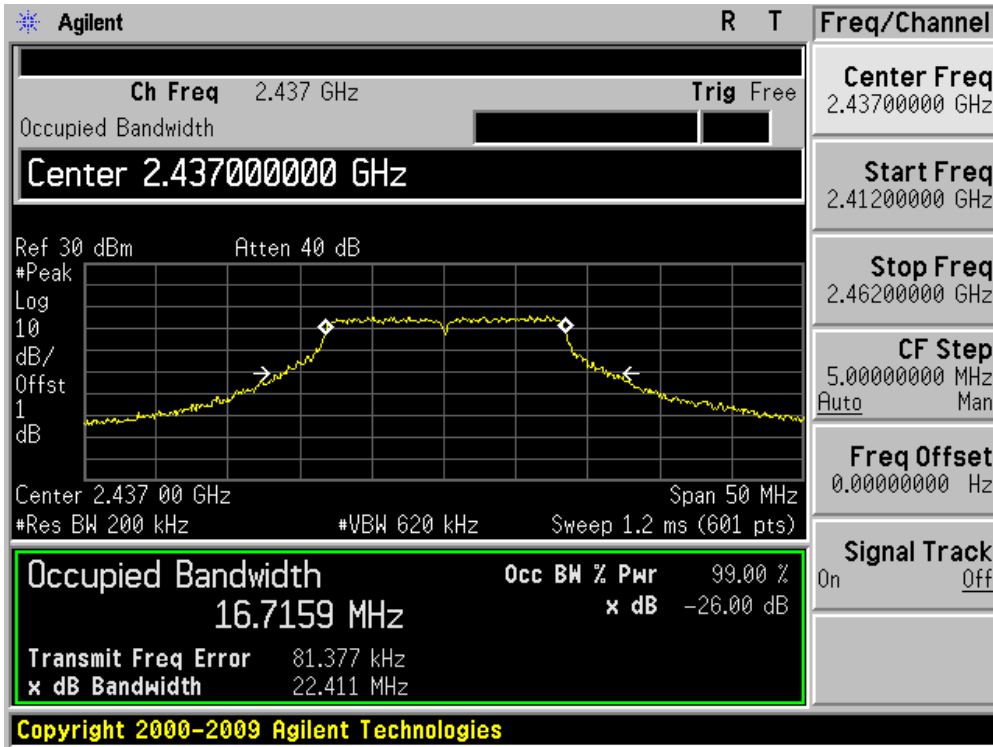 Agilent R T
Ch Freq 2.437 GHz Trig Free
Occupied Bandwidth
Center 2.437000000 GHz
Ref 30 dBm Atten 40 dB
#Peak
Log
10
dB/
Offst
1
dB
Center 2.437 00 GHz Span 50 MHz
#Res BW 200 kHz #VBW 620 kHz Sweep 1.2 ms (601 pts)
Occupied Bandwidth Occ BW % Pwr 99.00 %
16.7159 MHz x dB -26.00 dB
Transmit Freq Error 81.377 kHz
x dB Bandwidth 22.411 MHz
Copyright 2000-2009 Agilent Technologies
Freq/Channel
Center Freq
2.43700000 GHz
Start Freq
2.41200000 GHz
Stop Freq
2.46200000 GHz
CF Step
5.00000000 MHz
Auto Man
Freq Offset
0.00000000 Hz
Signal Track
On Off